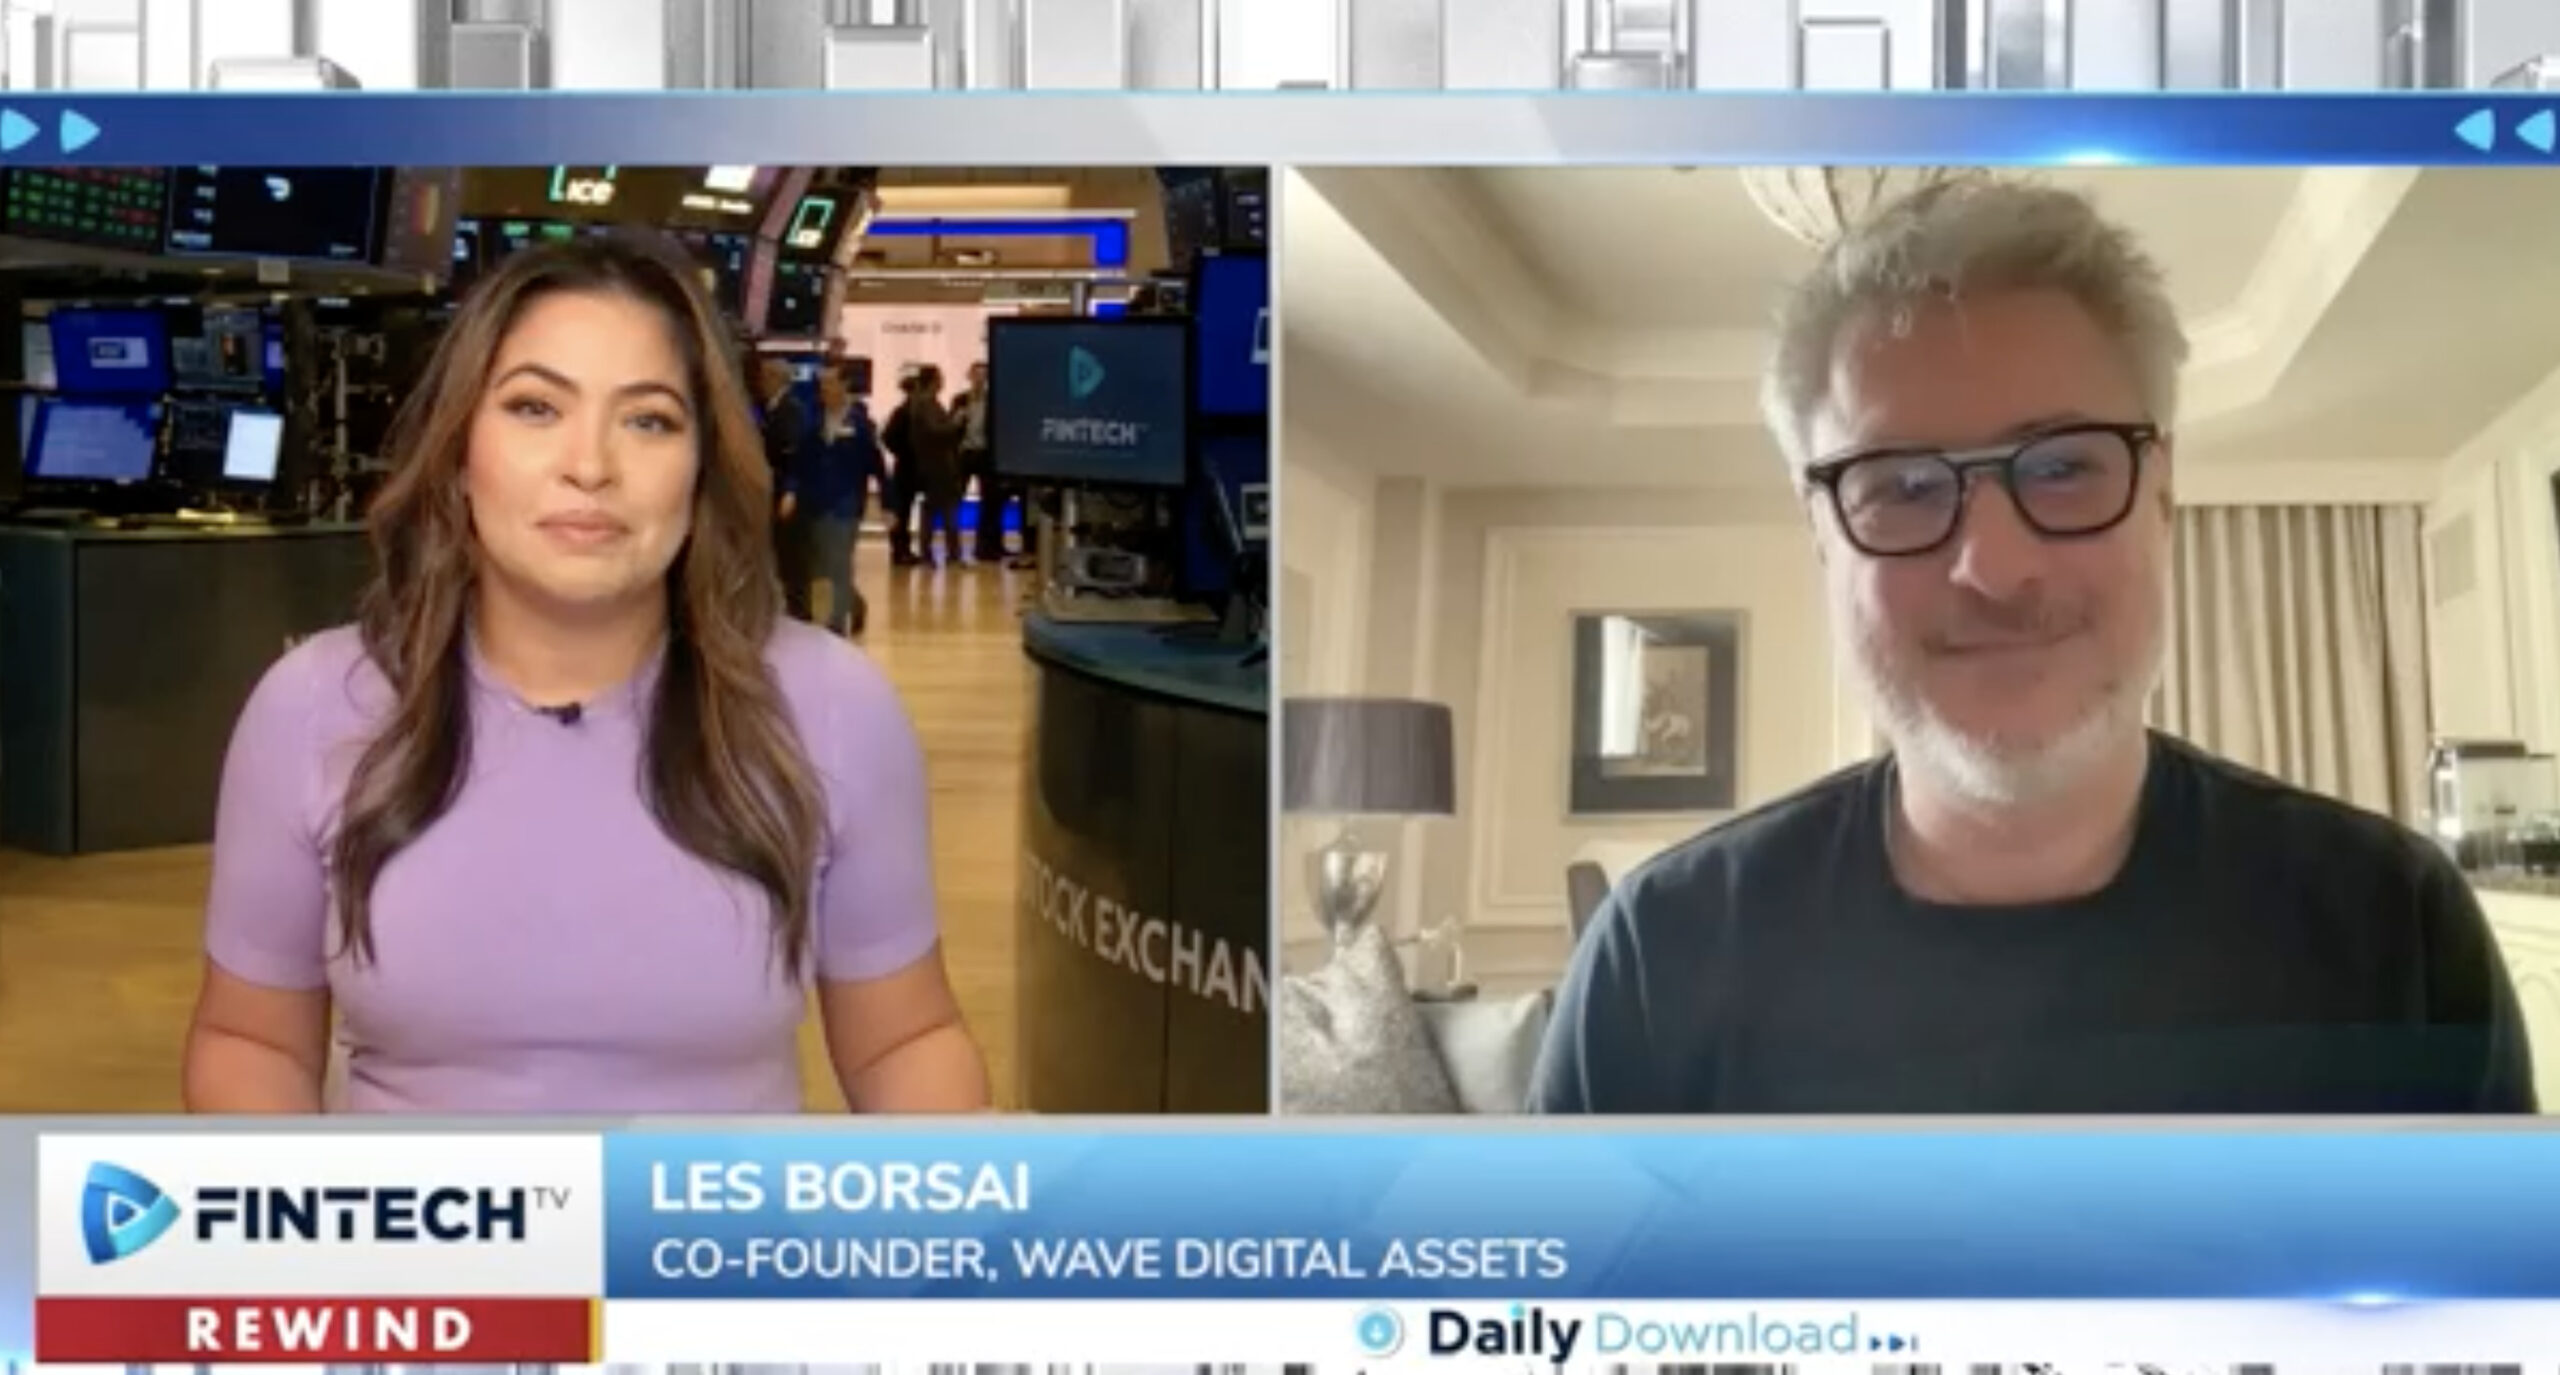 ice
FINTECH
STOCK EXCHAN
FINTECH TV
LES BORSAI
CO-FOUNDER, WAVE DIGITAL ASSETS
REWIND
Daily Download